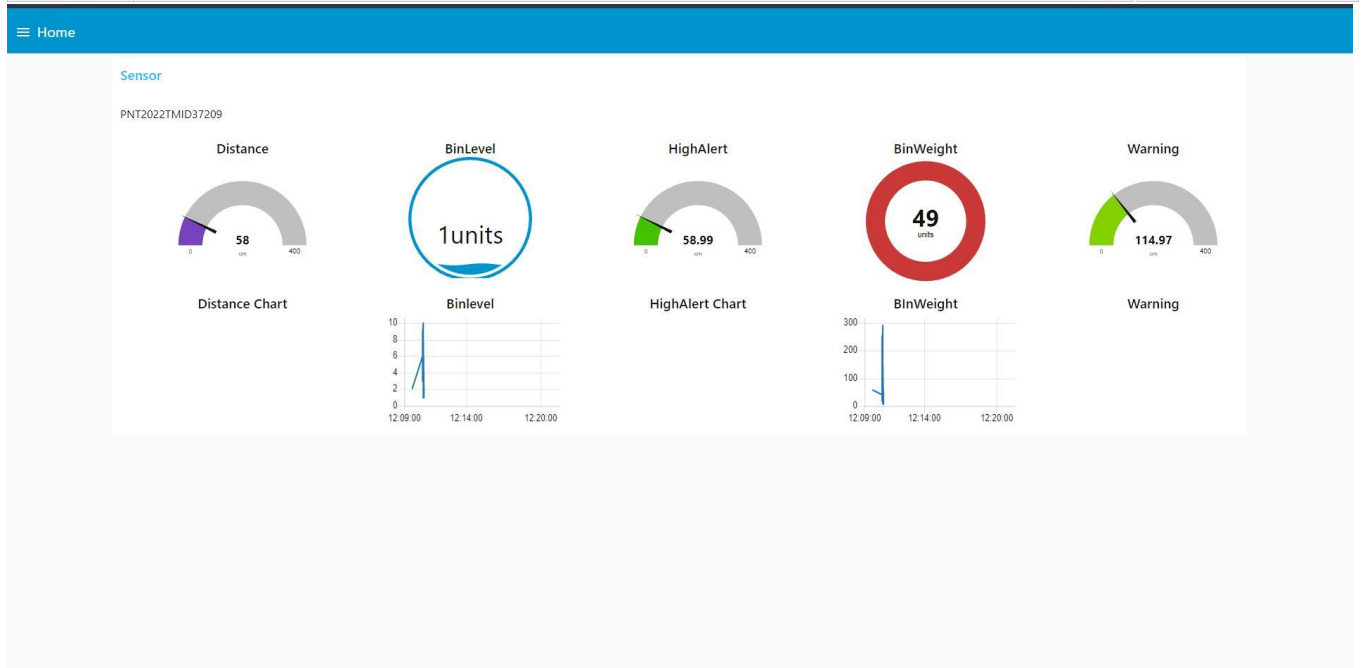 Home
Sensor
PNT2022TMID37209
Distance
58
0
cm
400
BinLevel
1units
HighAlert
58.99
0
cm
400
BinWeight
49
units
Warning
114.97
0
cm
400
Distance Chart
Binlevel
10
8
6
4
2
0
12:09:00 12:14:00 12:20:00
HighAlert Chart
BInWeight
300
200
100
0
12:09:00 12:14:00 12:20:00
Warning